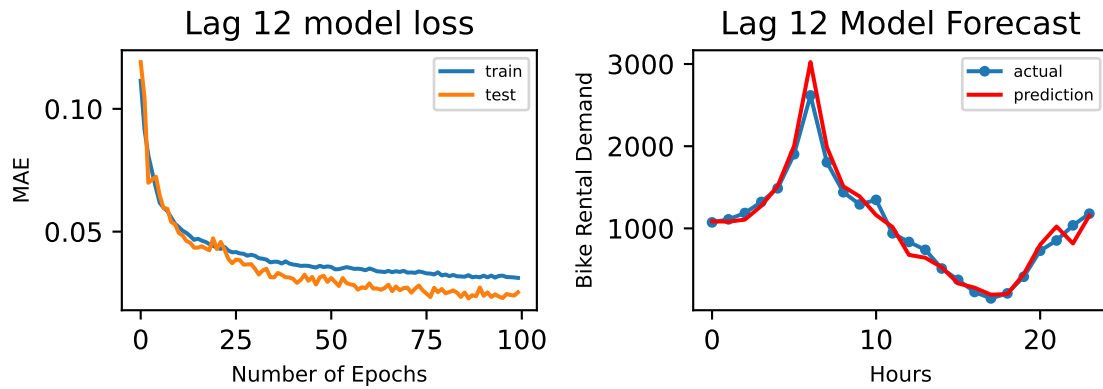 Lag 12 model loss
MAE
0.10
0.05
train
test
0
25
50
75
100
Number of Epochs
Lag 12 Model Forecast
Bike Rental Demand
3000
2000
1000
actual
prediction
0
10
20
Hours